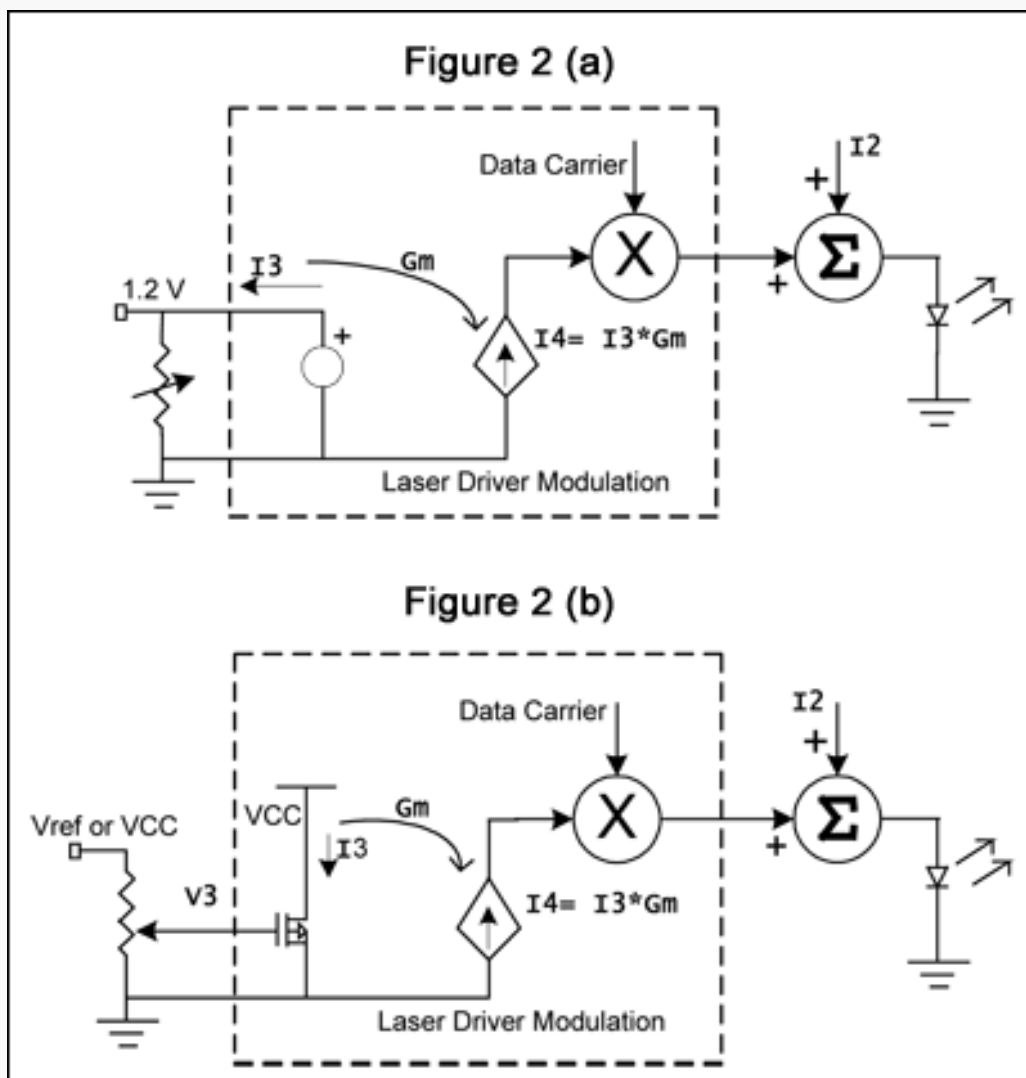 Figure 2 (a)
Data Carrier
I2
+
X
Σ
+
I3
Gm
1.2 V
+
I4= I3*Gm
Laser Driver Modulation
Figure 2 (b)
Data Carrier
I2
+
X
Σ
+
VCC
Gm
Vref or VCC
I3
V3
I4= I3*Gm
Laser Driver Modulation